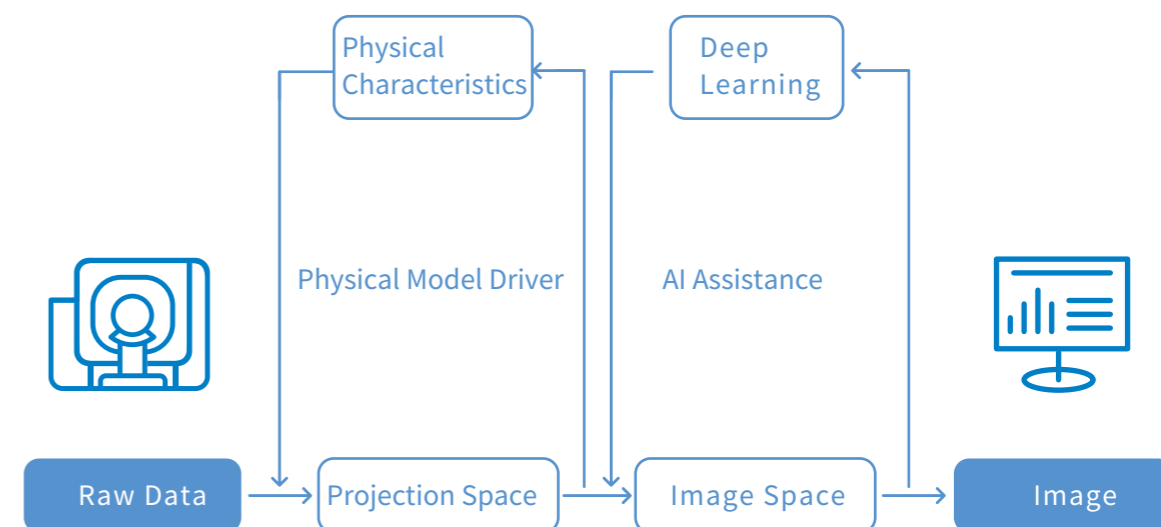 Physical
Characteristics
Deep
Learning
Physical Model Driver
AI Assistance
Raw Data
Projection Space
Image Space
Image